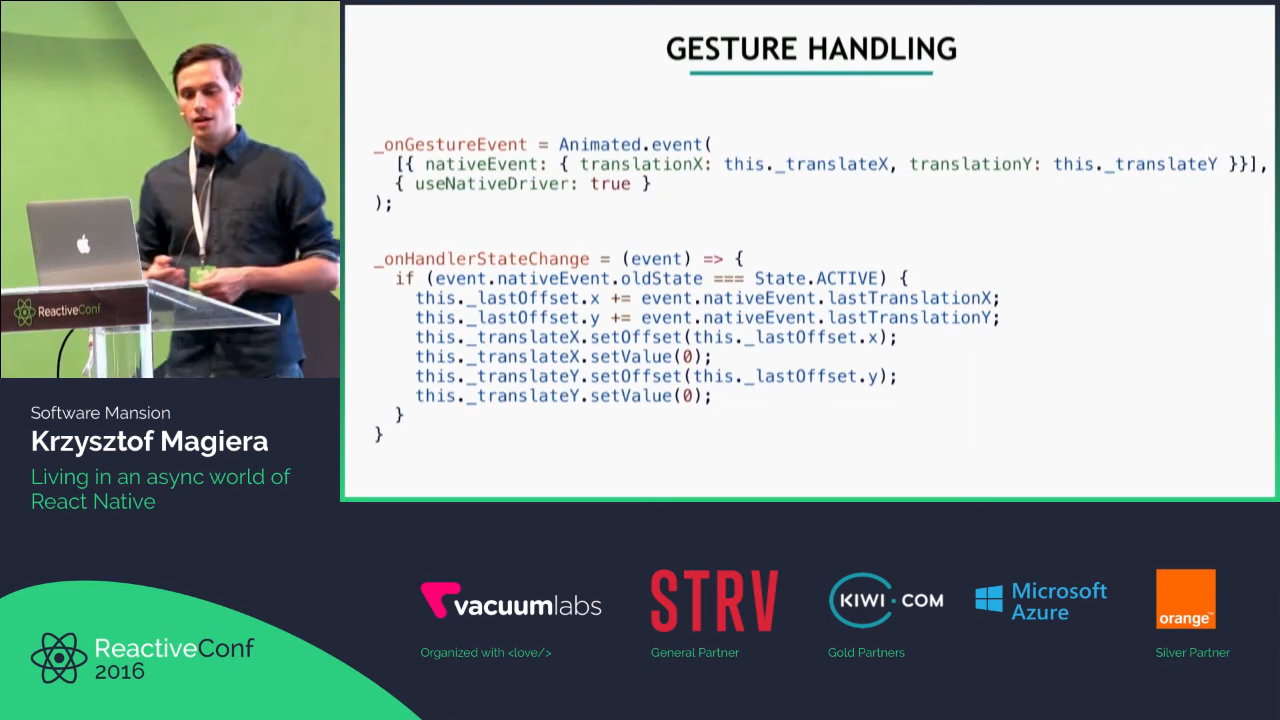 GESTURE HANDLING
_onGestureEvent = Animated.event(
[{ nativeEvent: { translationX: this._translateX, translationY: this._translateY }}],
{ useNativeDriver: true }
);
_onHandlerStateChange = (event) => {
if (event.nativeEvent.oldState === State.ACTIVE) {
this._lastOffset.x += event.nativeEvent.lastTranslationX;
this._lastOffset.y += event.nativeEvent.lastTranslationY;
this._translateX.setOffset(this._lastOffset.x);
this._translateX.setValue(0);
this._translateY.setOffset(this._lastOffset.y);
this._translateY.setValue(0);
}
}
ReactiveConf
Software Mansion
Krzysztof Magiera
Living in an async world of
React Native
ReactiveConf
2016
vacuumlabs
Organized with <love/>
STRV
General Partner
KIWI.COM
Gold Partners
Microsoft
Azure
orange™
Silver Partner